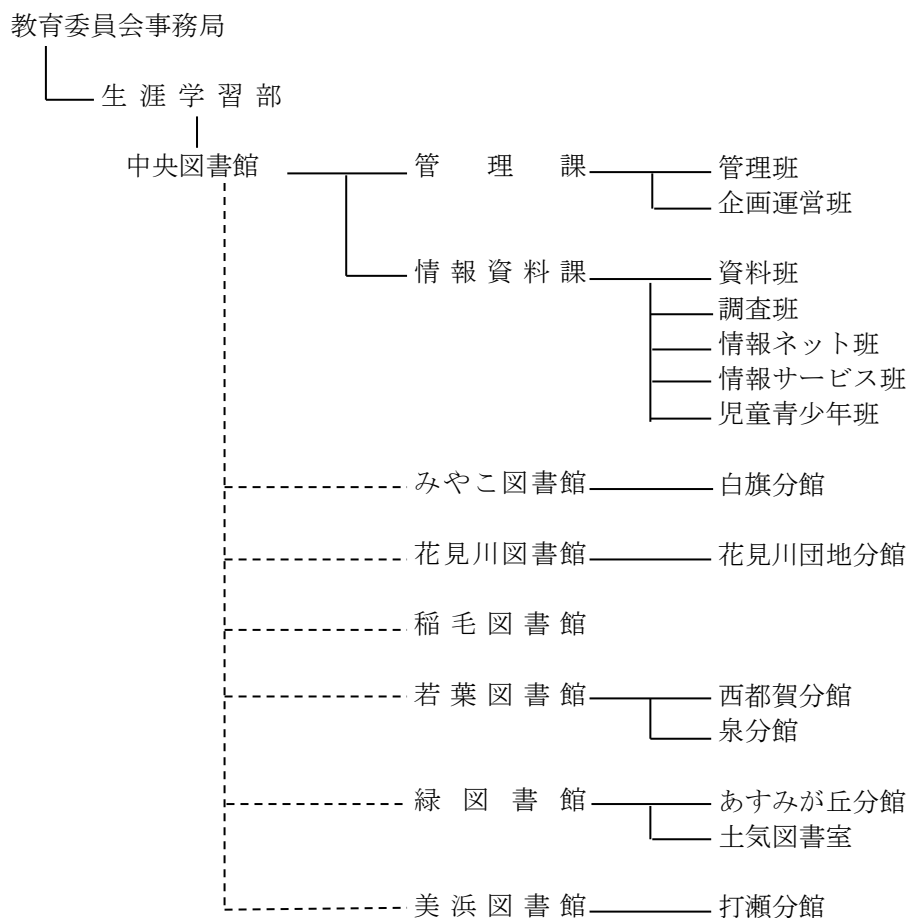 教育委員会事務局
生涯学習部
中央図書館 管理課 管理班
企画運営班
情報資料課 資料班
調査班
情報ネット班
情報サービス班
児童青少年班
みやこ図書館 白旗分館
花見川図書館 花見川団地分館
稲毛図書館
若葉図書館 西都賀分館
泉分館
緑図書館 あすみが丘分館
土気図書室
美浜図書館 打瀬分館